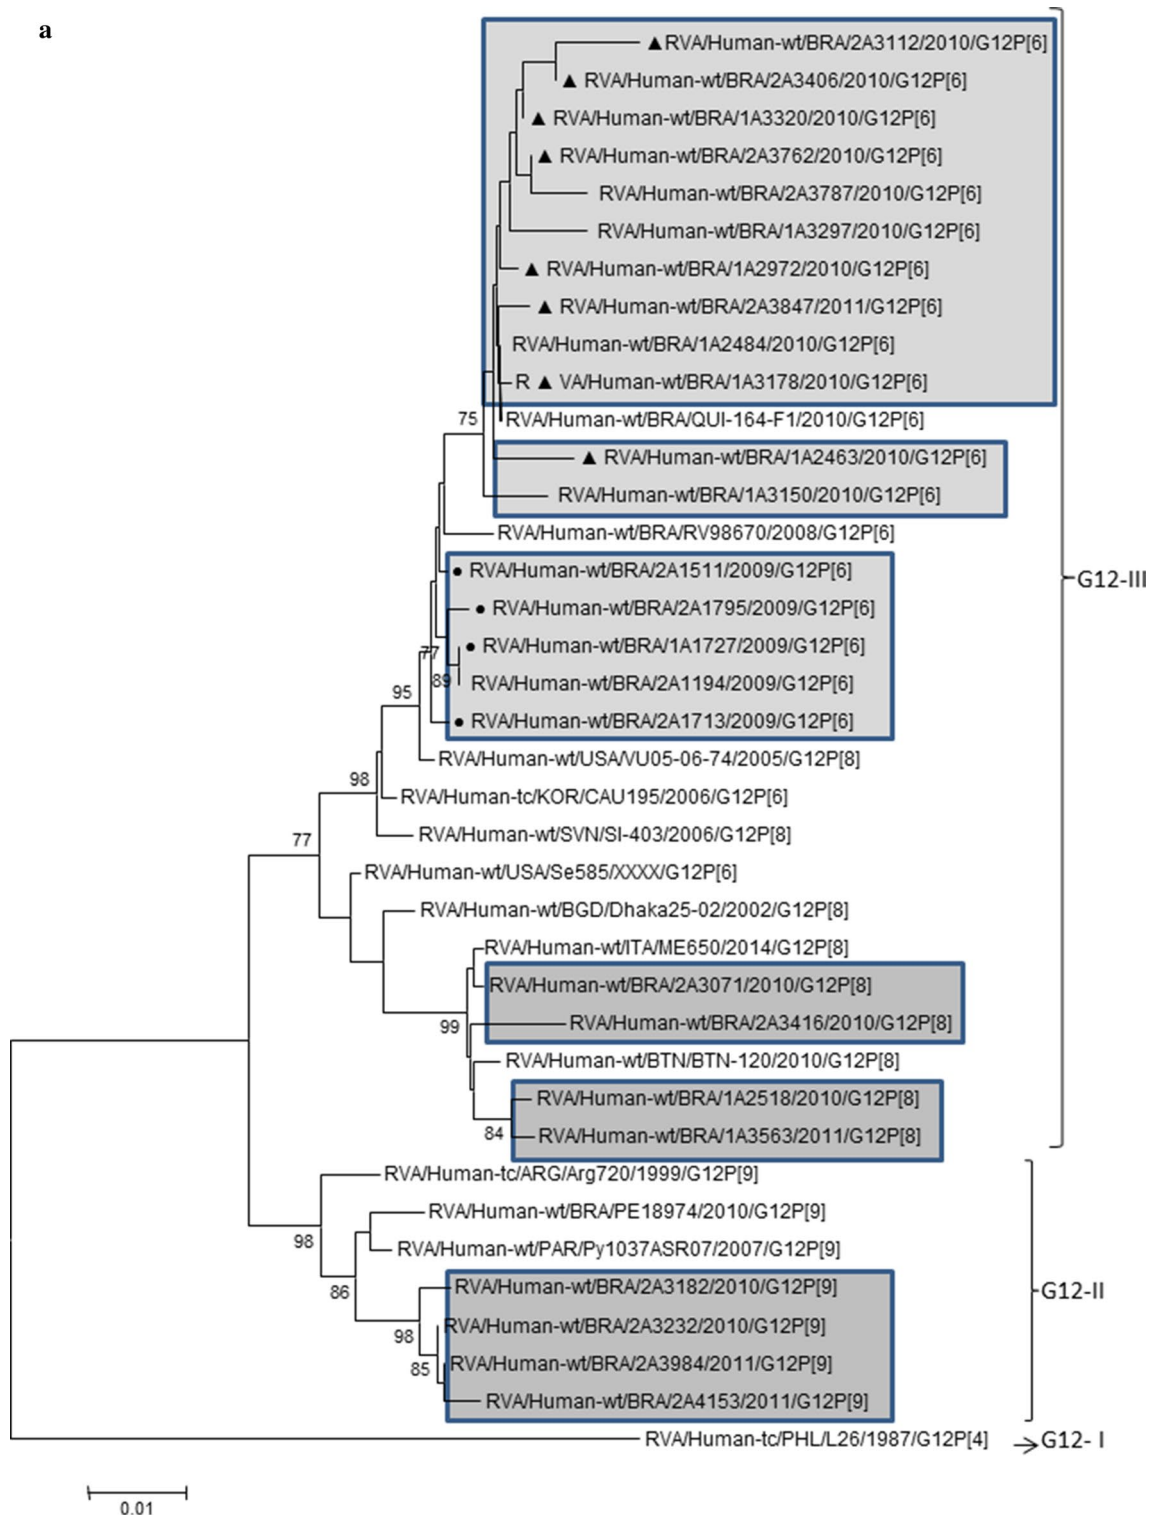 a
▲RVA/Human-wt/BRA/2A3112/2010/G12P[6]
▲ RVA/Human-wt/BRA/2A3406/2010/G12P[6]
▲ RVA/Human-wt/BRA/1A3320/2010/G12P[6]
▲ RVA/Human-wt/BRA/2A3762/2010/G12P[6]
RVA/Human-wt/BRA/2A3787/2010/G12P[6]
RVA/Human-wt/BRA/1A3297/2010/G12P[6]
▲ RVA/Human-wt/BRA/1A2972/2010/G12P[6]
▲ RVA/Human-wt/BRA/2A3847/2011/G12P[6]
RVA/Human-wt/BRA/1A2484/2010/G12P[6]
R ▲ VA/Human-wt/BRA/1A3178/2010/G12P[6]
75
RVA/Human-wt/BRA/QUI-164-F1/2010/G12P[6]
▲ RVA/Human-wt/BRA/1A2463/2010/G12P[6]
RVA/Human-wt/BRA/1A3150/2010/G12P[6]
RVA/Human-wt/BRA/RV98670/2008/G12P[6]
● RVA/Human-wt/BRA/2A1511/2009/G12P[6]
G12-III
● RVA/Human-wt/BRA/2A1795/2009/G12P[6]
● RVA/Human-wt/BRA/1A1727/2009/G12P[6]
77
89
RVA/Human-wt/BRA/2A1194/2009/G12P[6]
95
● RVA/Human-wt/BRA/2A1713/2009/G12P[6]
RVA/Human-wt/USA/VU05-06-74/2005/G12P[8]
98
RVA/Human-tc/KOR/CAU195/2006/G12P[6]
RVA/Human-wt/SVN/SI-403/2006/G12P[8]
77
RVA/Human-wt/USA/Se585/XXXX/G12P[6]
RVA/Human-wt/BGD/Dhaka25-02/2002/G12P[8]
RVA/Human-wt/ITA/ME650/2014/G12P[8]
RVA/Human-wt/BRA/2A3071/2010/G12P[8]
99
RVA/Human-wt/BRA/2A3416/2010/G12P[8]
RVA/Human-wt/BTN/BTN-120/2010/G12P[8]
RVA/Human-wt/BRA/1A2518/2010/G12P[8]
84
RVA/Human-wt/BRA/1A3563/2011/G12P[8]
RVA/Human-tc/ARG/Arg720/1999/G12P[9]
RVA/Human-wt/BRA/PE18974/2010/G12P[9]
98
RVA/Human-wt/PAR/Py1037ASR07/2007/G12P[9]
86
RVA/Human-wt/BRA/2A3182/2010/G12P[9]
G12-II
98
RVA/Human-wt/BRA/2A3232/2010/G12P[9]
85
RVA/Human-wt/BRA/2A3984/2011/G12P[9]
RVA/Human-wt/BRA/2A4153/2011/G12P[9]
RVA/Human-tc/PHL/L26/1987/G12P[4]
G12- I
0.01